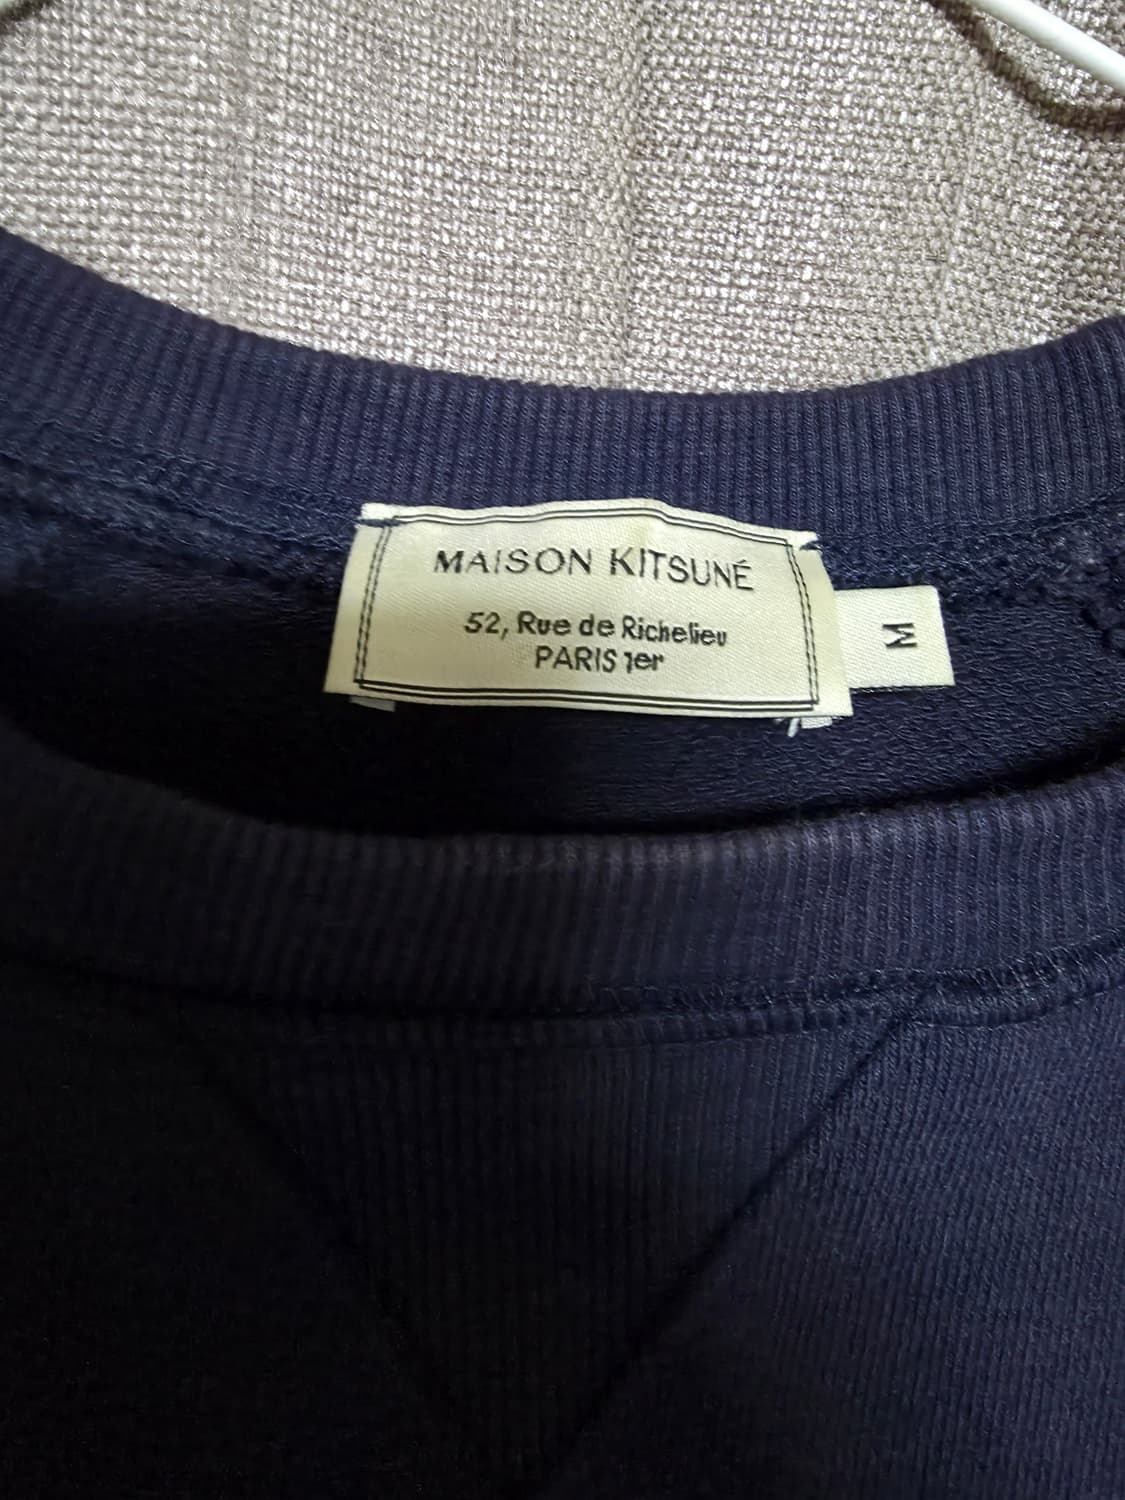 MAISON KITSUNÉ
52, Rue de Richelieu
PARIS 1er
M